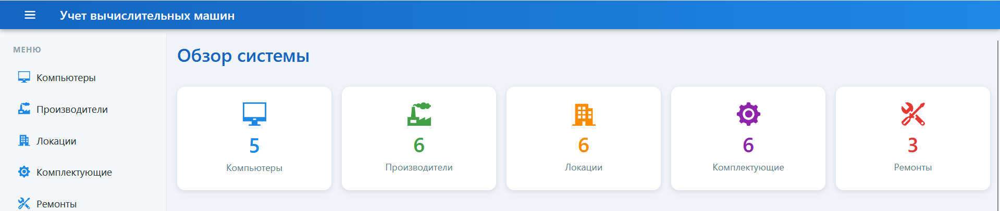 Учет вычислительных машин
МЕНЮ
Компьютеры
Производители
Локации
Комплектующие
Ремонты
Обзор системы
5
Компьютеры
6
Производители
6
Локации
6
Комплектующие
3
Ремонты